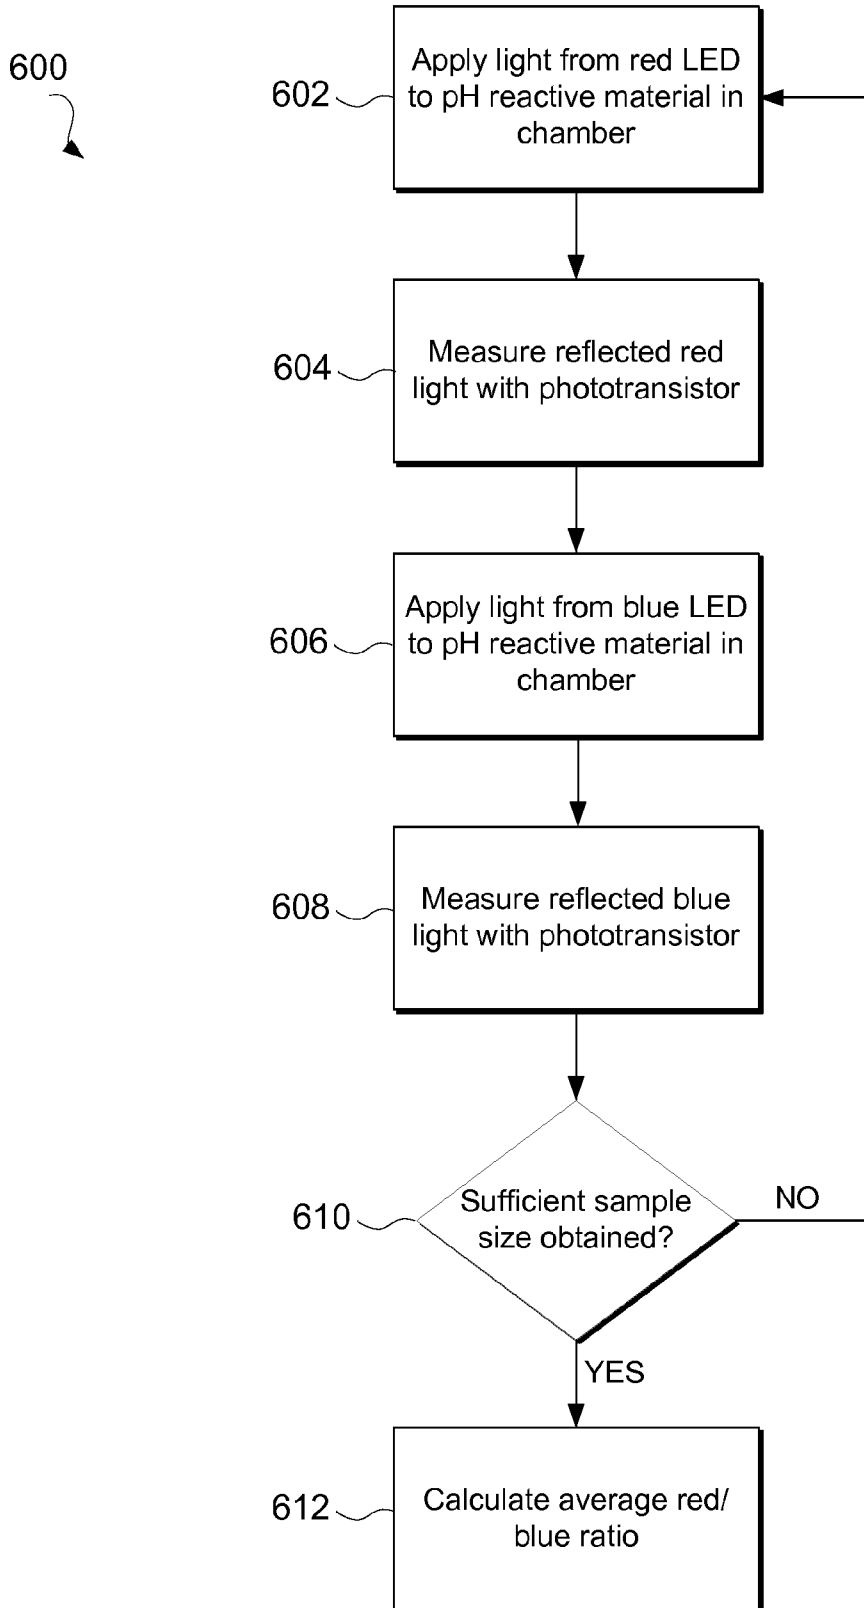 600
602
Apply light from red LED
to pH reactive material in
chamber
604
Measure reflected red
light with phototransistor
606
Apply light from blue LED
to pH reactive material in
chamber
608
Measure reflected blue
light with phototransistor
610
Sufficient sample
size obtained?
NO
YES
612
Calculate average red/
blue ratio